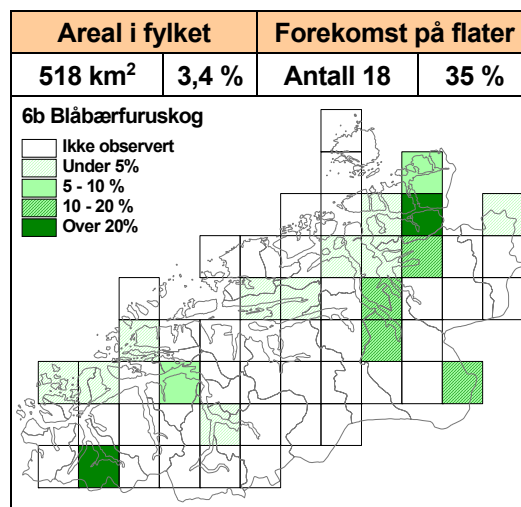 Areal i fylket Forekomst på flater
518 km² 3,4 % Antall 18 35 %
6b Blåbærfuruskog
Ikke observert
Under 5%
5 - 10 %
10 - 20 %
Over 20%